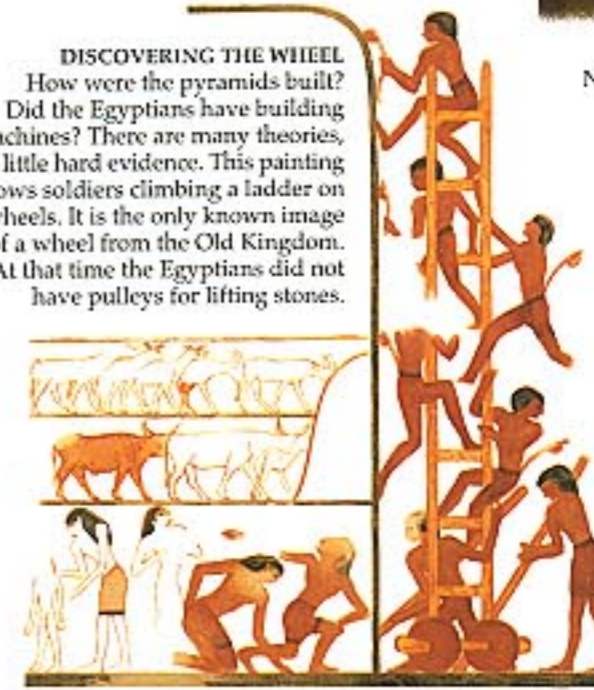 DISCOVERING THE WHEEL
How were the pyramids built?
Did the Egyptians have building
achines? There are many theories,
little hard evidence. This painting
ows soldiers climbing a ladder on
wheels. It is the only known image
of a wheel from the Old Kingdom.
At that time the Egyptians did not
have pulleys for lifting stones.
N